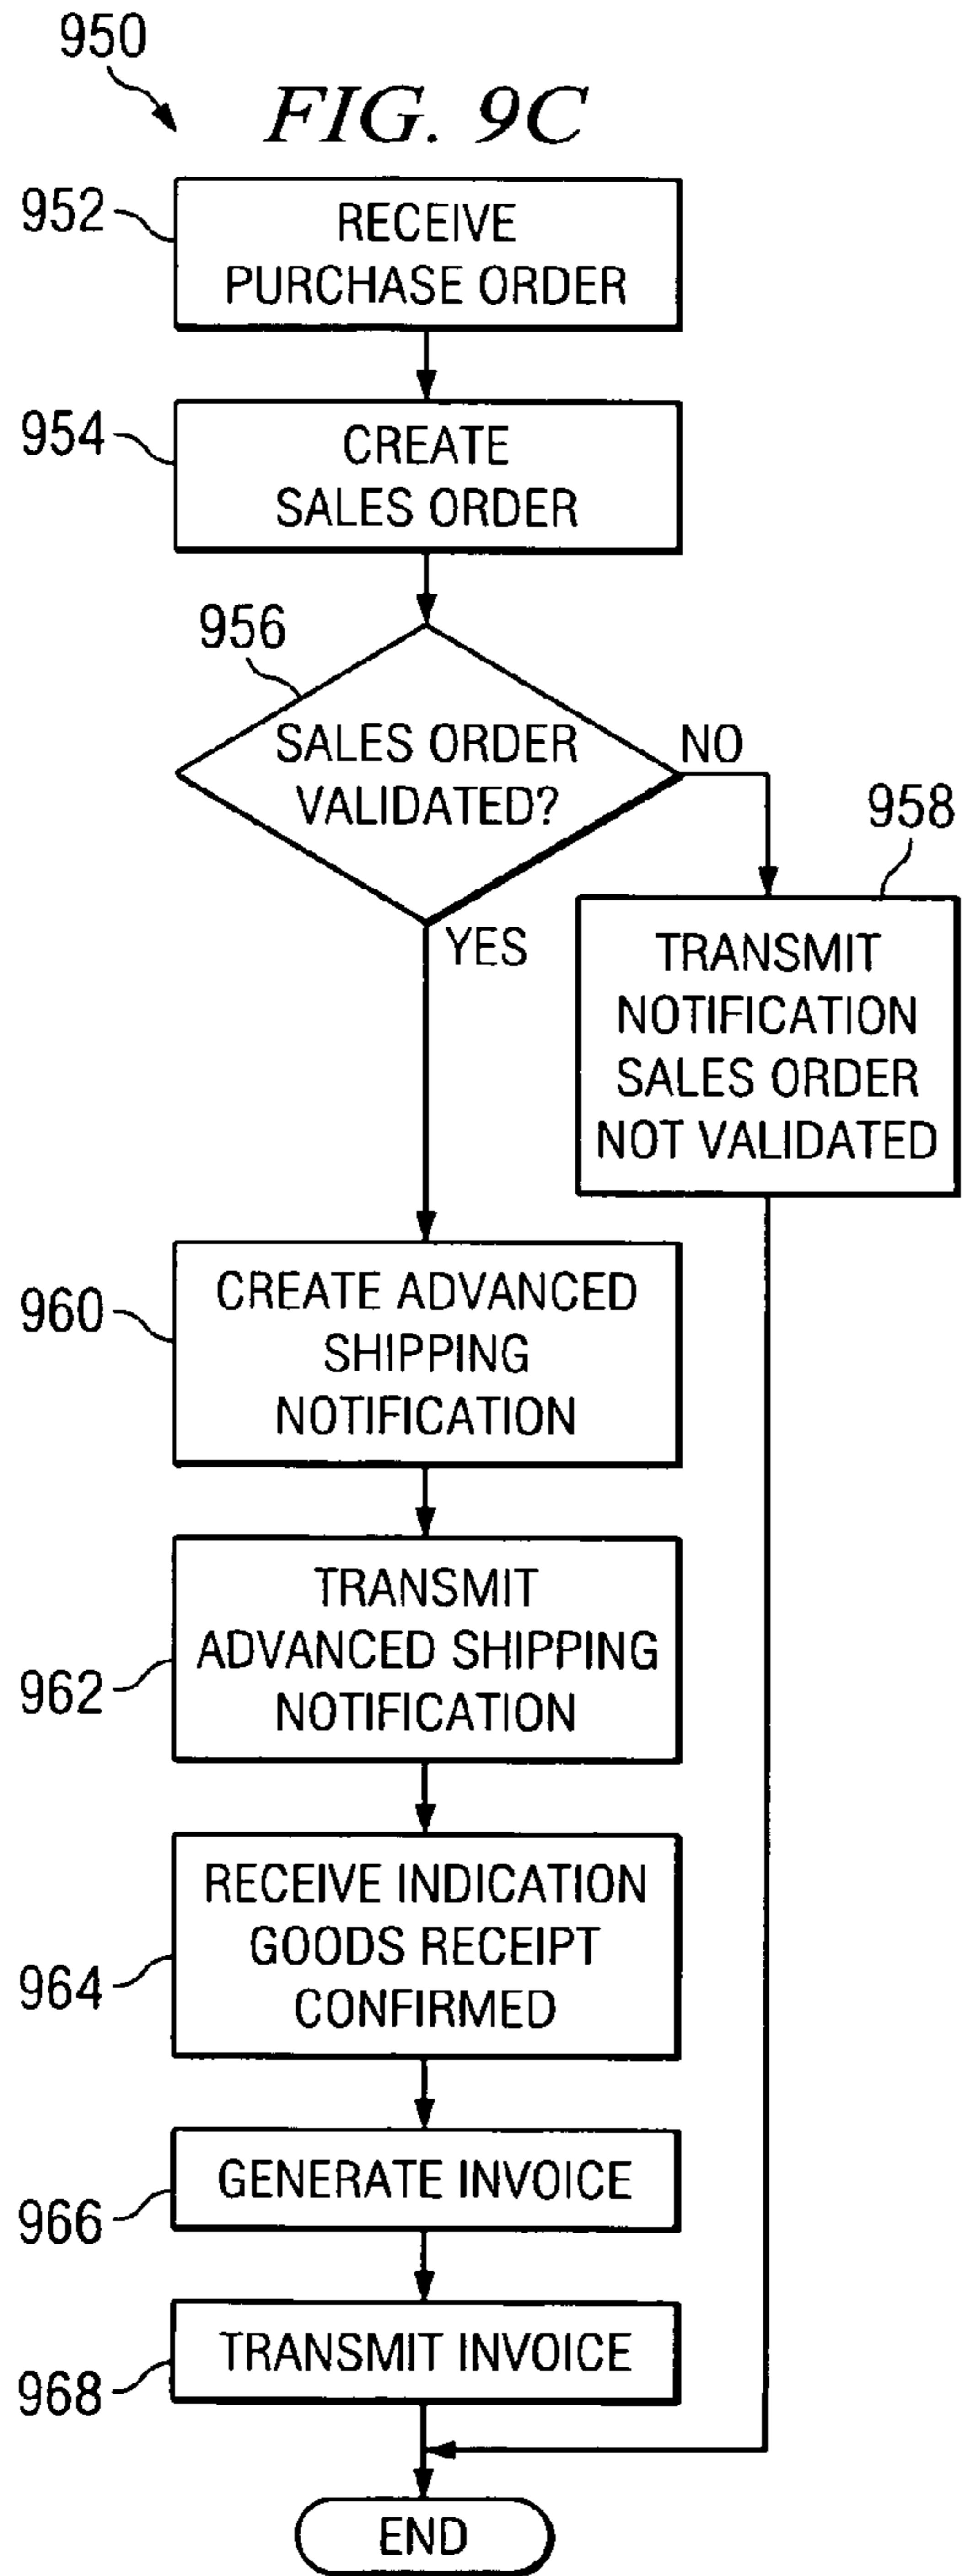 950
FIG. 9C
952
RECEIVE
PURCHASE ORDER
954
CREATE
SALES ORDER
956
SALES ORDER
VALIDATED?
NO
YES
958
TRANSMIT
NOTIFICATION
SALES ORDER
NOT VALIDATED
960
CREATE ADVANCED
SHIPPING
NOTIFICATION
962
TRANSMIT
ADVANCED SHIPPING
NOTIFICATION
964
RECEIVE INDICATION
GOODS RECEIPT
CONFIRMED
966
GENERATE INVOICE
968
TRANSMIT INVOICE
END